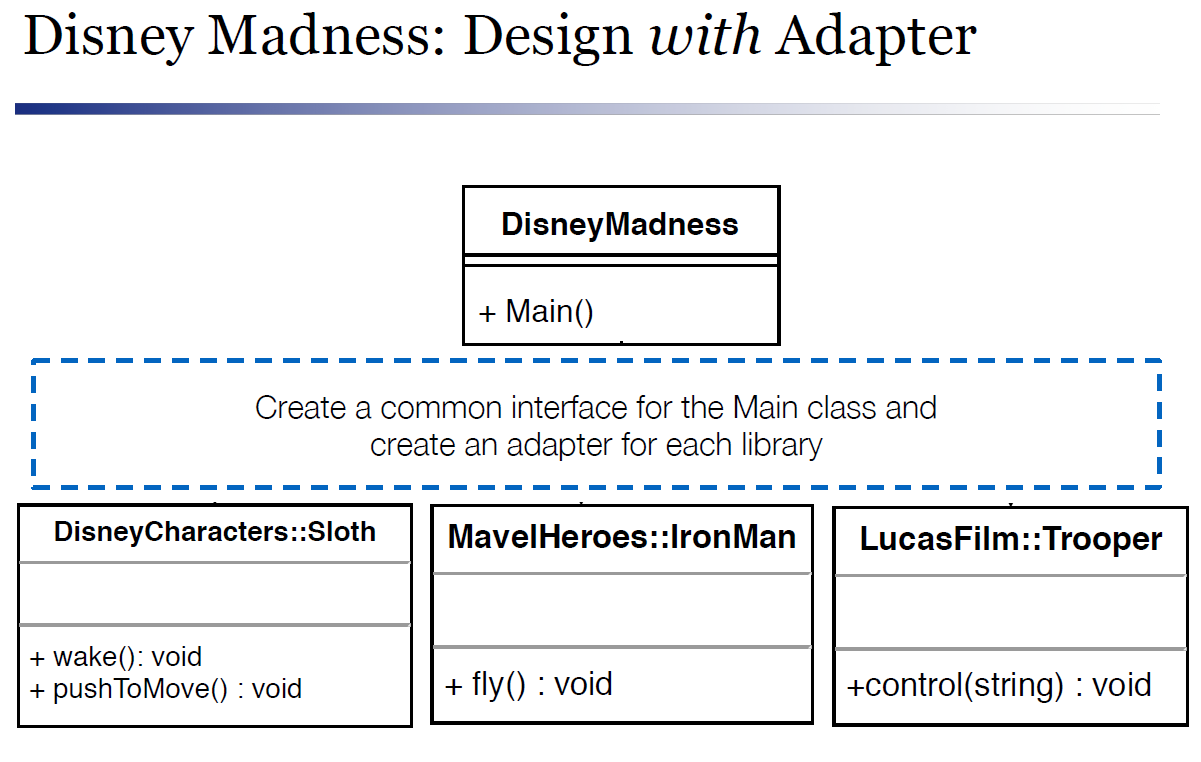 Disney Madness: Design with Adapter
DisneyMadness
+ Main()
Create a common interface for the Main class and
create an adapter for each library
DisneyCharacters::Sloth
+ wake(): void
+ pushToMove() : void
MavelHeroes::IronMan
+ fly() : void
LucasFilm::Trooper
+control(string) : void